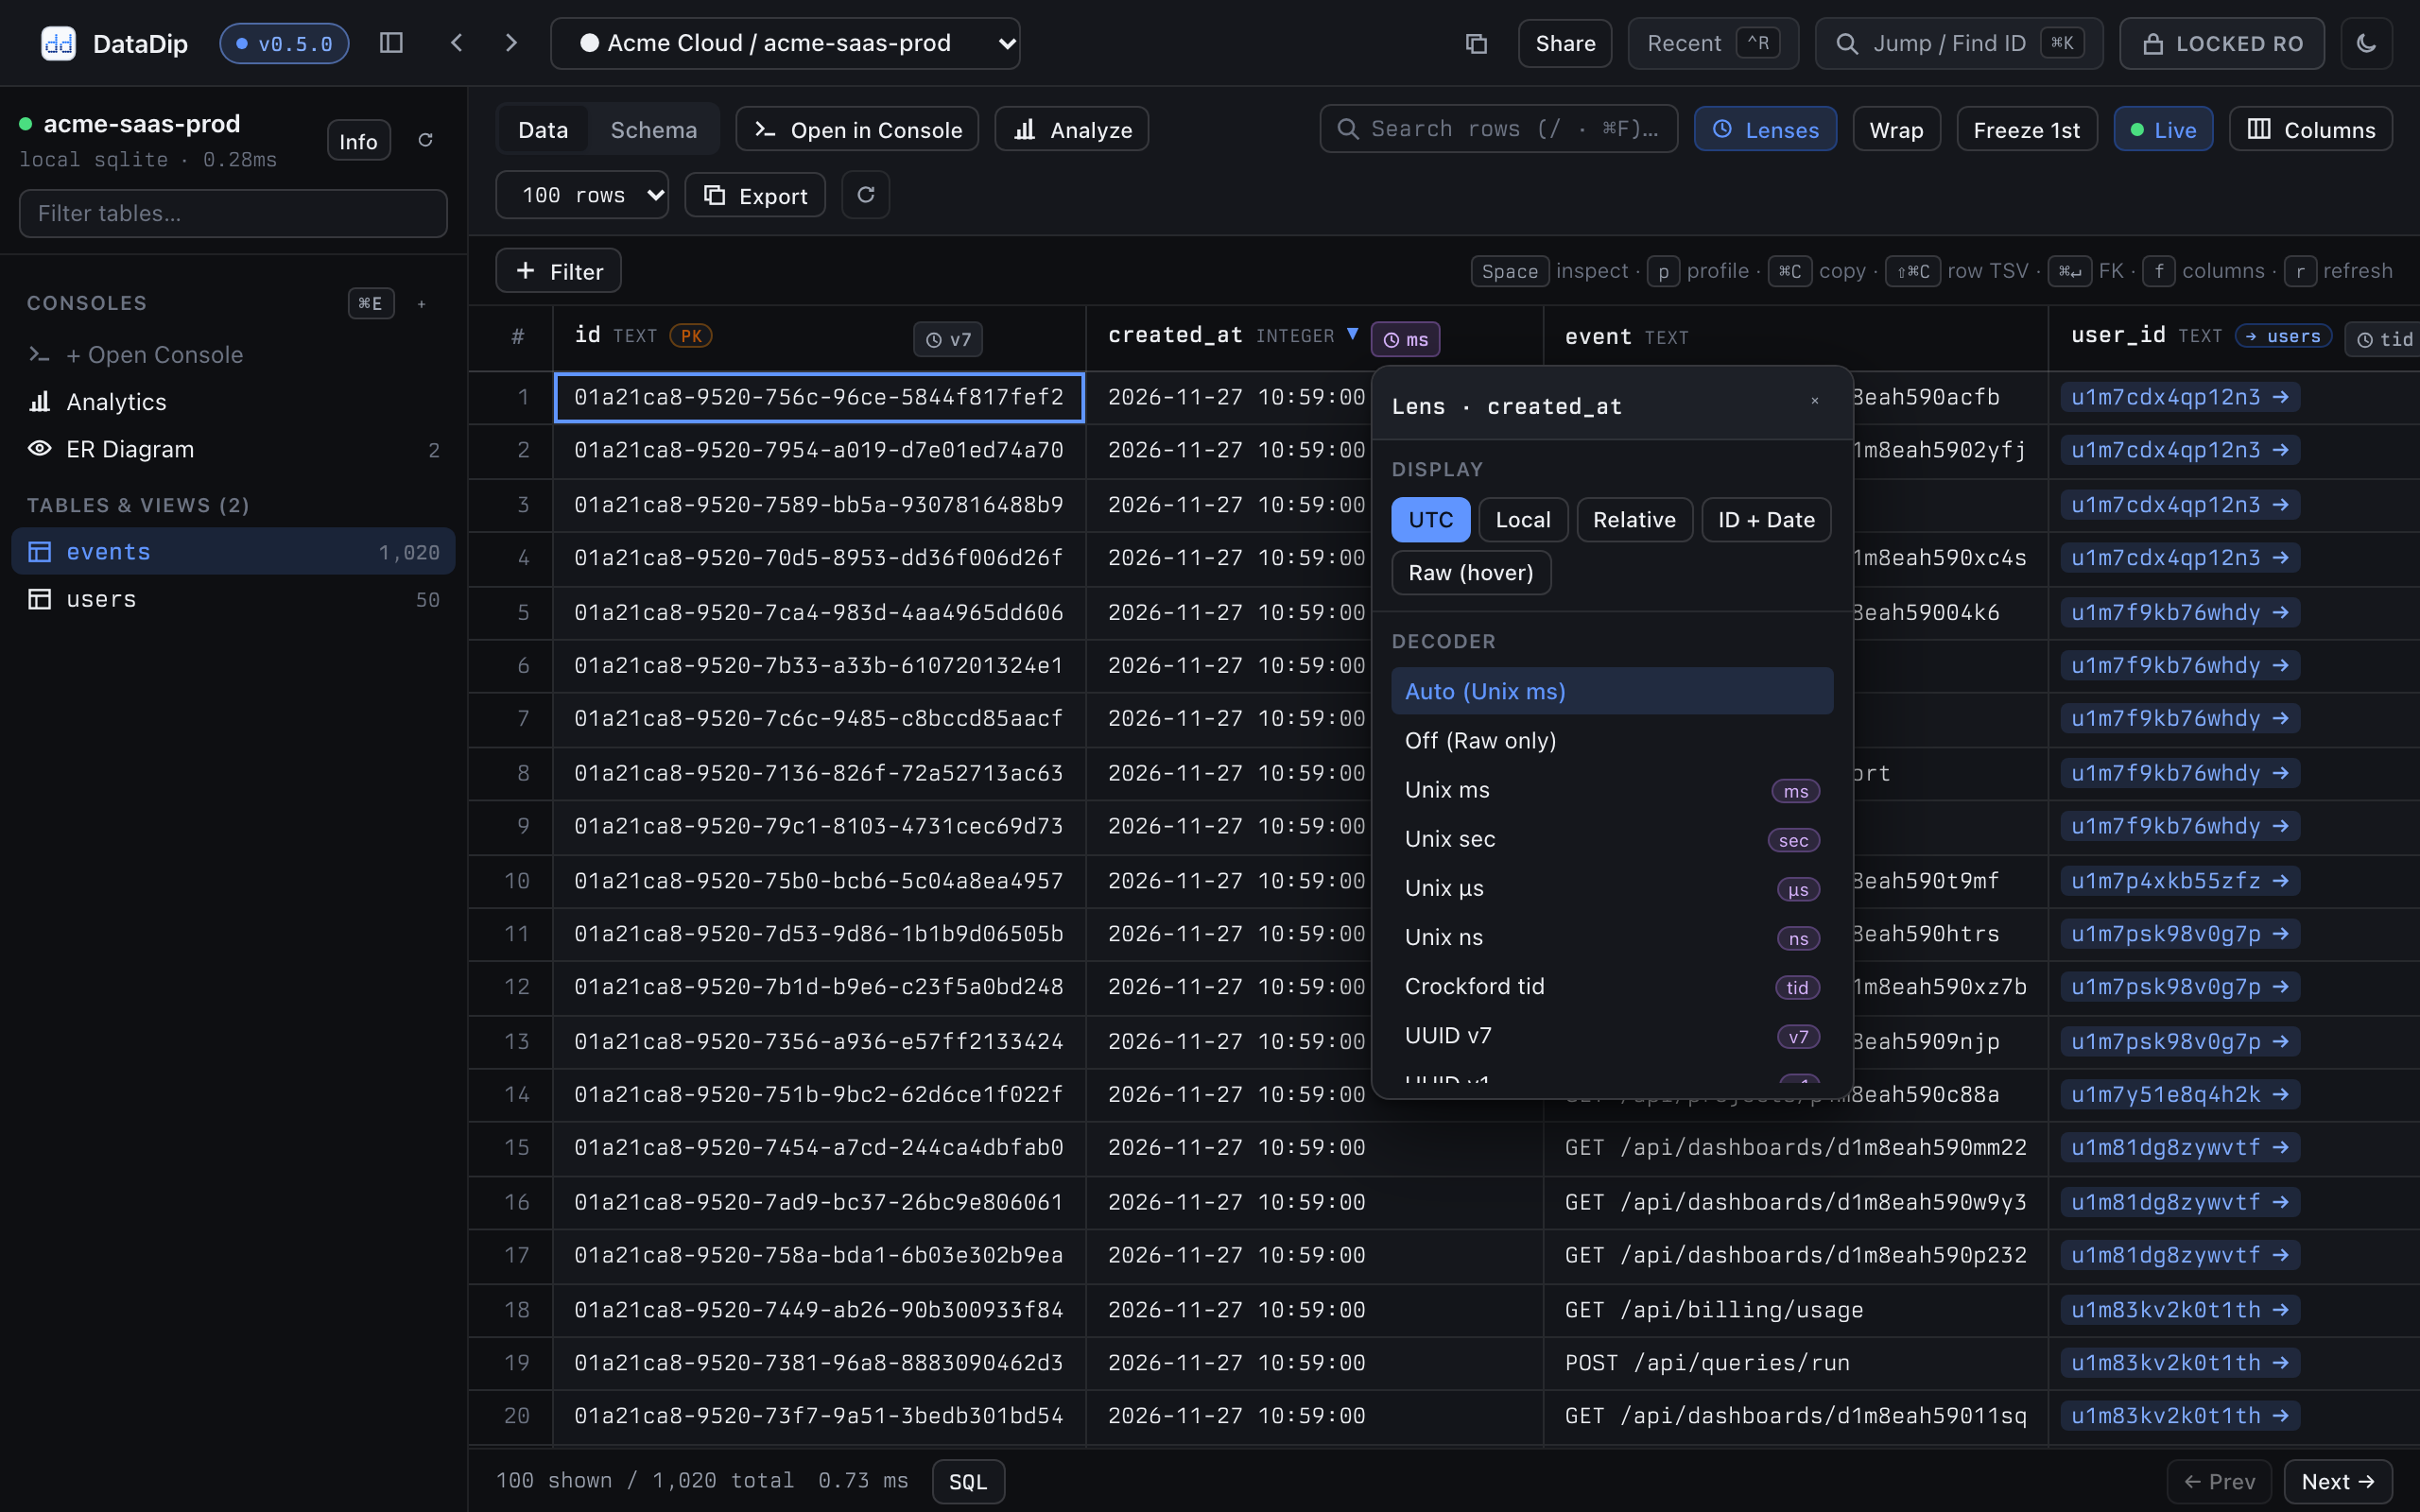 DataDip v0.5.0 Acme Cloud / acme-saas-prod Share Recent ^R Jump / Find ID ⌘K LOCKED RO
acme-saas-prod
local sqlite · 0.28ms
Info
Filter tables...
CONSOLES ⌘E +
+ Open Console
Analytics
ER Diagram 2
TABLES & VIEWS (2)
events 1,020
users 50
Data Schema Open in Console Analyze Search rows (/ · ⌘F)... Lenses Wrap Freeze 1st Live Columns
100 rows Export
+ Filter Space inspect · p profile · ⌘C copy · ⇧⌘C row TSV · ⌘↵ FK · f columns · r refresh
# id TEXT PK v7 created_at INTEGER ▼ ms event TEXT user_id TEXT → users tid
1 01a21ca8-9520-756c-96ce-5844f817fef2 2026-11-27 10:59:00 8eah590acfb u1m7cdx4qp12n3 →
2 01a21ca8-9520-7954-a019-d7e01ed74a70 2026-11-27 10:59:00 1m8eah5902yfj u1m7cdx4qp12n3 →
3 01a21ca8-9520-7589-bb5a-9307816488b9 2026-11-27 10:59:00 u1m7cdx4qp12n3 →
4 01a21ca8-9520-70d5-8953-dd36f006d26f 2026-11-27 10:59:00 1m8eah590xc4s u1m7cdx4qp12n3 →
5 01a21ca8-9520-7ca4-983d-4aa4965dd606 2026-11-27 10:59:00 8eah59004k6 u1m7f9kb76whdy →
6 01a21ca8-9520-7b33-a33b-6107201324e1 2026-11-27 10:59:00 u1m7f9kb76whdy →
7 01a21ca8-9520-7c6c-9485-c8bccd85aacf 2026-11-27 10:59:00 u1m7f9kb76whdy →
8 01a21ca8-9520-7136-826f-72a52713ac63 2026-11-27 10:59:00 ort u1m7f9kb76whdy →
9 01a21ca8-9520-79c1-8103-4731cec69d73 2026-11-27 10:59:00 u1m7f9kb76whdy →
10 01a21ca8-9520-75b0-bcb6-5c04a8ea4957 2026-11-27 10:59:00 8eah590t9mf u1m7p4xkb55zfz →
11 01a21ca8-9520-7d53-9d86-1b1b9d06505b 2026-11-27 10:59:00 8eah590htrs u1m7psk98v0g7p →
12 01a21ca8-9520-7b1d-b9e6-c23f5a0bd248 2026-11-27 10:59:00 1m8eah590xz7b u1m7psk98v0g7p →
13 01a21ca8-9520-7356-a936-e57ff2133424 2026-11-27 10:59:00 8eah5909njp u1m7psk98v0g7p →
14 01a21ca8-9520-751b-9bc2-62d6ce1f022f 2026-11-27 10:59:00 8eah590c88a u1m7y51e8q4h2k →
15 01a21ca8-9520-7454-a7cd-244ca4dbfab0 2026-11-27 10:59:00 GET /api/dashboards/d1m8eah590mm22 u1m81dg8zywvtf →
16 01a21ca8-9520-7ad9-bc37-26bc9e806061 2026-11-27 10:59:00 GET /api/dashboards/d1m8eah590w9y3 u1m81dg8zywvtf →
17 01a21ca8-9520-758a-bda1-6b03e302b9ea 2026-11-27 10:59:00 GET /api/dashboards/d1m8eah590p232 u1m81dg8zywvtf →
18 01a21ca8-9520-7449-ab26-90b300933f84 2026-11-27 10:59:00 GET /api/billing/usage u1m83kv2k0t1th →
19 01a21ca8-9520-7381-96a8-8883090462d3 2026-11-27 10:59:00 POST /api/queries/run u1m83kv2k0t1th →
20 01a21ca8-9520-73f7-9a51-3bedb301bd54 2026-11-27 10:59:00 GET /api/dashboards/d1m8eah59011sq u1m83kv2k0t1th →
Lens · created_at ×
DISPLAY
UTC Local Relative ID + Date
Raw (hover)
DECODER
Auto (Unix ms)
Off (Raw only)
Unix ms ms
Unix sec sec
Unix µs µs
Unix ns ns
Crockford tid tid
UUID v7 v7
100 shown / 1,020 total 0.73 ms SQL ← Prev Next →